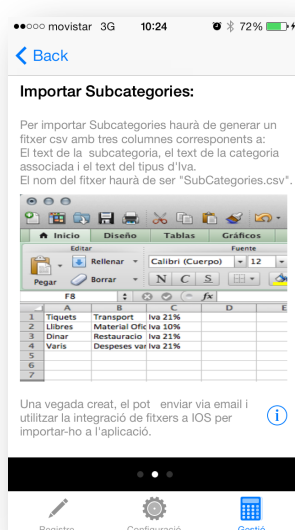 movistar 3G 10:24 72%
Back
Importar Subcategories:
Per importar Subcategories haurà de generar un
fitxer csv amb tres columnes corresponents a:
El text de la subcategoria, el text de la categoria
associada i el text del tipus d'Iva.
El nom del fitxer haurà de ser "SubCategories.csv".
Inicio Diseño Tablas Gráficos
Editar Fuente
Rellenar Calibri (Cuerpo) 12
Pegar Borrar N C S
F8 fx
A B C D E
1 Tiquets Transport Iva 21%
2 Llibres Material Ofic Iva 10%
3 Dinar Restauracio Iva 21%
4 Varis Despeses var Iva 21%
5
6
7
Una vegada creat, el pot enviar via email i
utilitzar la integració de fitxers a IOS per
importar-ho a l'aplicació.
i
Registre Configuració Gestió